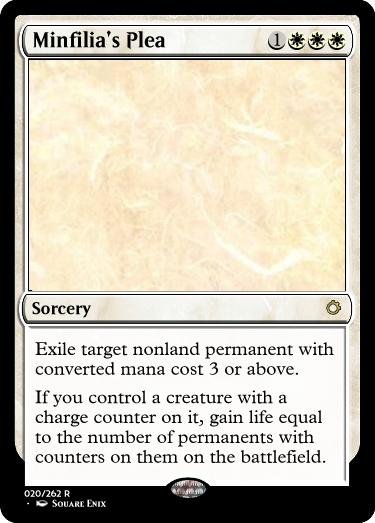 Minfilia's Plea 1
Sorcery
Exile target nonland permanent with
converted mana cost 3 or above.
If you control a creature with a
charge counter on it, gain life equal
to the number of permanents with
counters on them on the battlefield.
020/262 R
· Square Enix